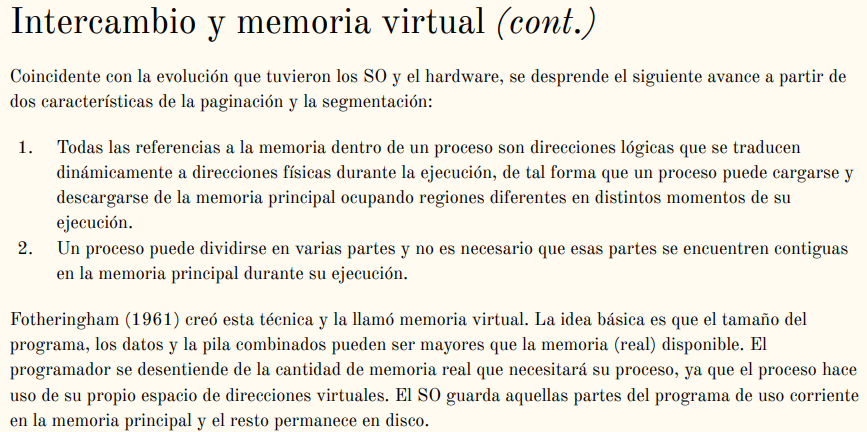 Intercambio y memoria virtual (cont.)
Coincidente con la evolución que tuvieron los SO y el hardware, se desprende el siguiente avance a partir de
dos características de la paginación y la segmentación:
1. Todas las referencias a la memoria dentro de un proceso son direcciones lógicas que se traducen
dinámicamente a direcciones físicas durante la ejecución, de tal forma que un proceso puede cargarse y
descargarse de la memoria principal ocupando regiones diferentes en distintos momentos de su
ejecución.
2. Un proceso puede dividirse en varias partes y no es necesario que esas partes se encuentren contiguas
en la memoria principal durante su ejecución.
Fotheringham (1961) creó esta técnica y la llamó memoria virtual. La idea básica es que el tamaño del
programa, los datos y la pila combinados pueden ser mayores que la memoria (real) disponible. El
programador se desentiende de la cantidad de memoria real que necesitará su proceso, ya que el proceso hace
uso de su propio espacio de direcciones virtuales. El SO guarda aquellas partes del programa de uso corriente
en la memoria principal y el resto permanece en disco.